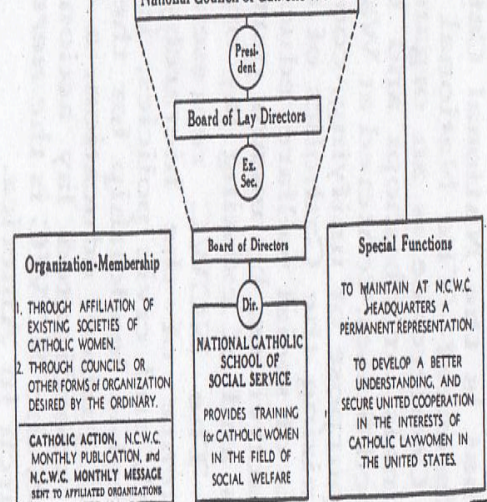 National Council of
Presi-
dent
Board of Lay Directors
Ex.
Sec.
Board of Directors
Dir.
Organization-Membership
1. THROUGH AFFILIATION OF
EXISTING SOCIETIES OF
CATHOLIC WOMEN.
2. THROUGH COUNCILS OR
OTHER FORMS of ORGANIZATION
DESIRED BY THE ORDINARY.
CATHOLIC ACTION, N.C.W.C.
MONTHLY PUBLICATION, and
N.C.W.C. MONTHLY MESSAGE
SENT TO AFFILIATED ORGANIZATIONS
NATIONAL CATHOLIC
SCHOOL OF
SOCIAL SERVICE
PROVIDES TRAINING
for CATHOLIC WOMEN
IN THE FIELD OF
SOCIAL WELFARE
Special Functions
TO MAINTAIN AT N.C.W.C.
HEADQUARTERS A
PERMANENT REPRESENTATION.
TO DEVELOP A BETTER
UNDERSTANDING, AND
SECURE UNITED COOPERATION
IN THE INTERESTS OF
CATHOLIC LAYWOMEN IN
THE UNITED STATES.